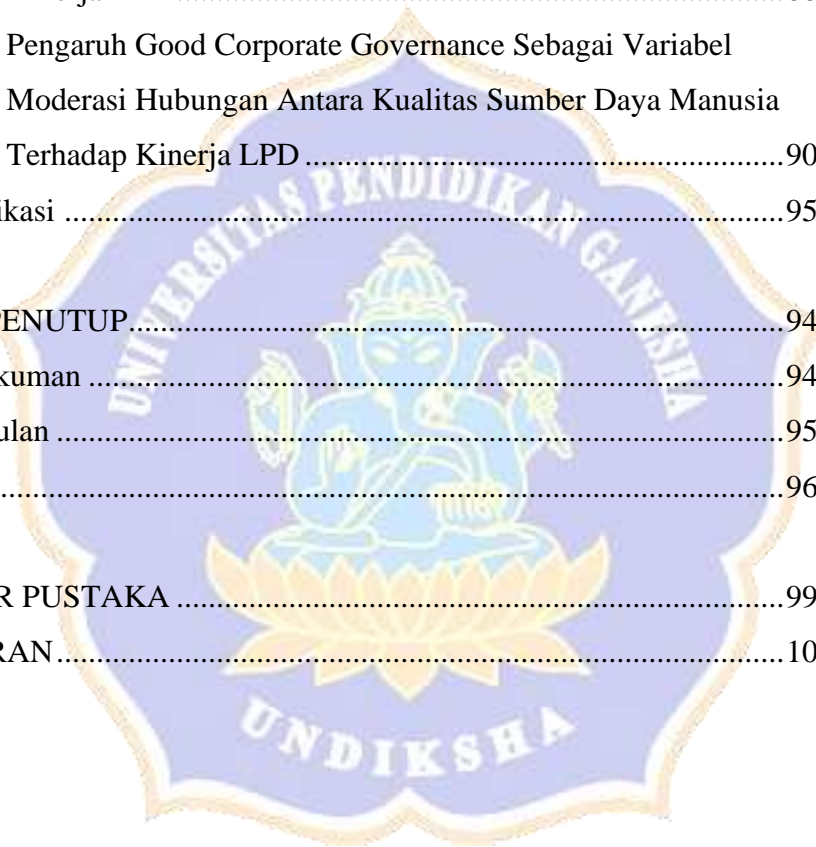 Pengaruh Good Corporate Governance Sebagai Variabel
Moderasi Hubungan Antara Kualitas Sumber Daya Manusia
Terhadap Kinerja LPD ............................................................... 90
ikasi ............................................................................................ 95
PENUTUP................................................................................... 94
kuman ......................................................................................... 94
ulan ............................................................................................. 95
.................................................................................................... 96
R PUSTAKA .............................................................................. 99
RAN ............................................................................................ 10
UNIVERSITAS PENDIDIKAN GANESHA
UNDIKSHA